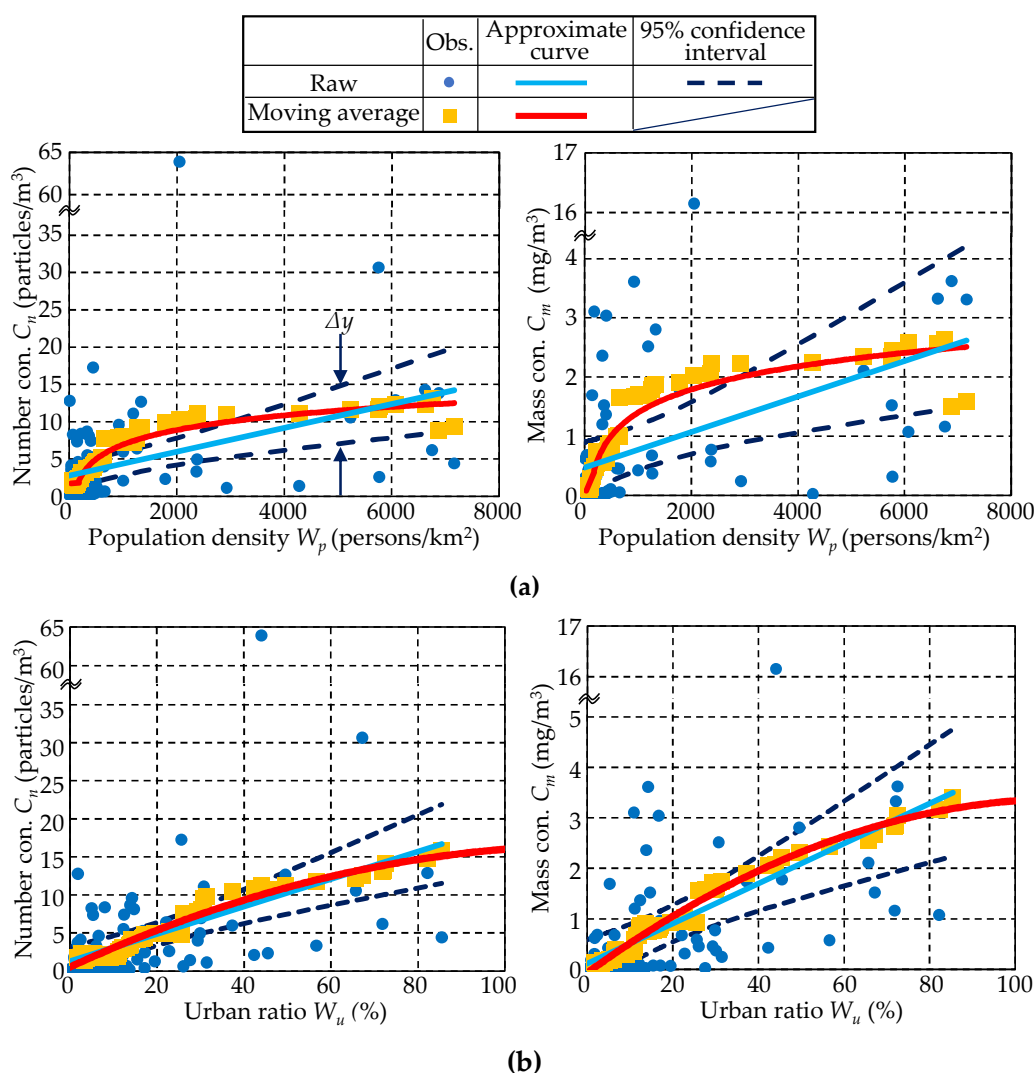 Obs.
Approximate curve
95% confidence interval
Raw
Moving average
Number con. Cn (particles/m³)
65
60
35
30
25
20
15
10
5
0
Δy
0 2000 4000 6000 8000
Population density Wp (persons/km²)
Mass con. Cm (mg/m³)
17
16
4
3
2
1
0
0 2000 4000 6000 8000
Population density Wp (persons/km²)
(a)
Number con. Cn (particles/m³)
65
60
35
30
25
20
15
10
5
0
0 20 40 60 80 100
Urban ratio Wu (%)
Mass con. Cm (mg/m³)
17
16
5
4
3
2
1
0
0 20 40 60 80 100
Urban ratio Wu (%)
(b)